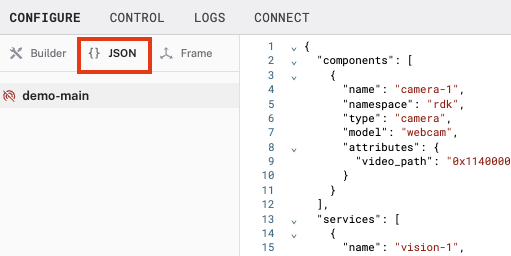 CONFIGURE CONTROL LOGS CONNECT
Builder {} JSON Frame
demo-main
1 {
2 "components": [
3 {
4 "name": "camera-1",
5 "namespace": "rdk",
6 "type": "camera",
7 "model": "webcam",
8 "attributes": {
9 "video_path": "0x1140000
10 }
11 }
12 ],
13 "services": [
14 {
15 "name": "vision-1",